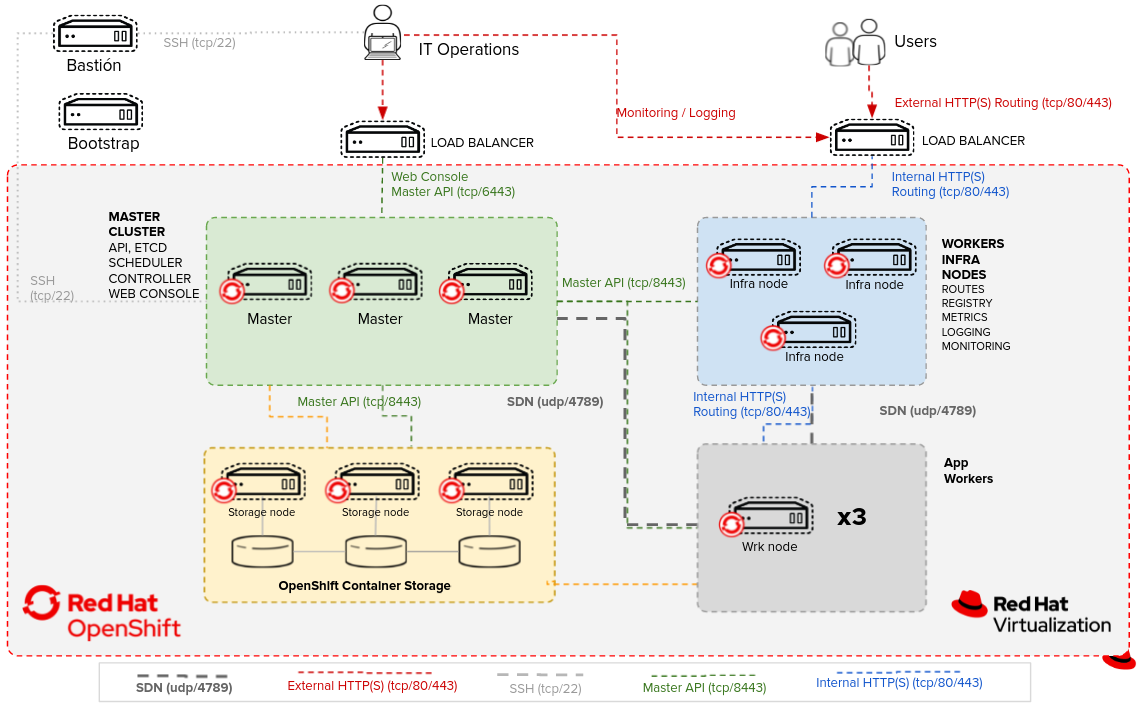 Bastión
SSH (tcp/22)
IT Operations
Users
Bootstrap
Monitoring / Logging
External HTTP(S) Routing (tcp/80/443)
LOAD BALANCER
LOAD BALANCER
Web Console
Master API (tcp/6443)
Internal HTTP(S)
Routing (tcp/80/443)
MASTER
CLUSTER
API, ETCD
SCHEDULER
CONTROLLER
WEB CONSOLE
SSH
(tcp/22)
Master
Master
Master
Master API (tcp/8443)
Infra node
Infra node
Infra node
WORKERS
INFRA
NODES
ROUTES
REGISTRY
METRICS
LOGGING
MONITORING
Master API (tcp/8443)
SDN (udp/4789)
Internal HTTP(S)
Routing (tcp/80/443)
SDN (udp/4789)
Storage node
Storage node
Storage node
OpenShift Container Storage
Wrk node
x3
App
Workers
Red Hat
OpenShift
Red Hat
Virtualization
SDN (udp/4789)
External HTTP(S) (tcp/80/443)
SSH (tcp/22)
Master API (tcp/8443)
Internal HTTP(S) (tcp/80/443)